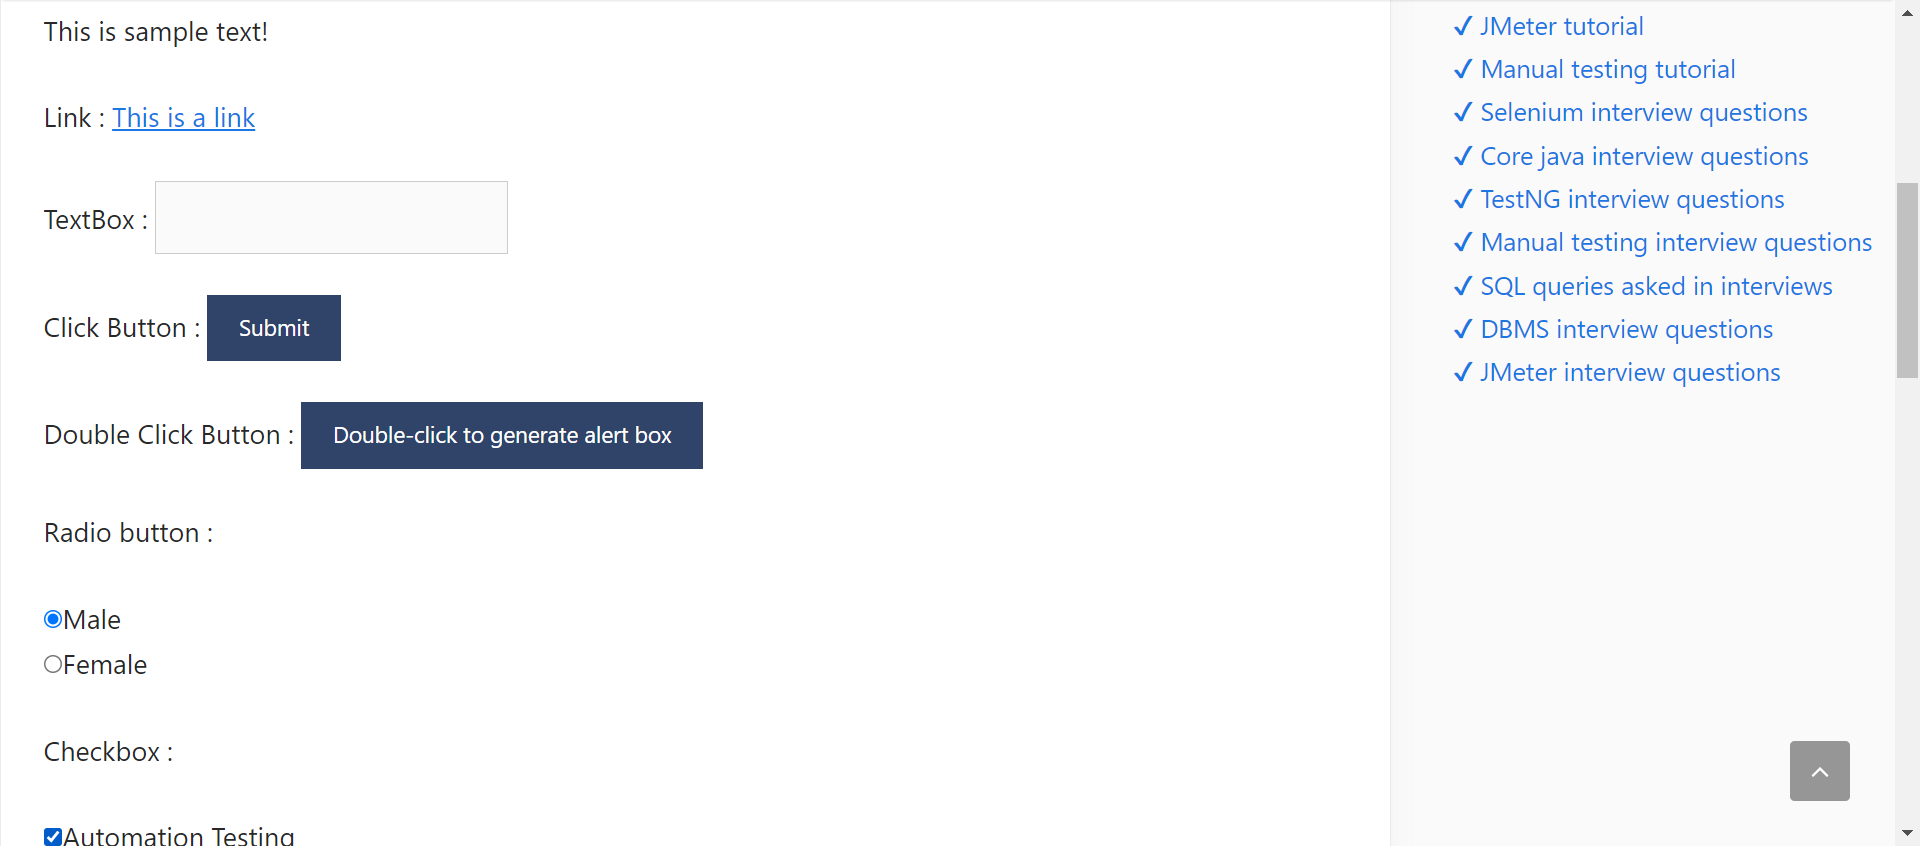 This is sample text!
Link : This is a link
TextBox :
Click Button : Submit
Double Click Button : Double-click to generate alert box
Radio button :
Male
Female
Checkbox :
Automation Testing
✓ JMeter tutorial
✓ Manual testing tutorial
✓ Selenium interview questions
✓ Core java interview questions
✓ TestNG interview questions
✓ Manual testing interview questions
✓ SQL queries asked in interviews
✓ DBMS interview questions
✓ JMeter interview questions